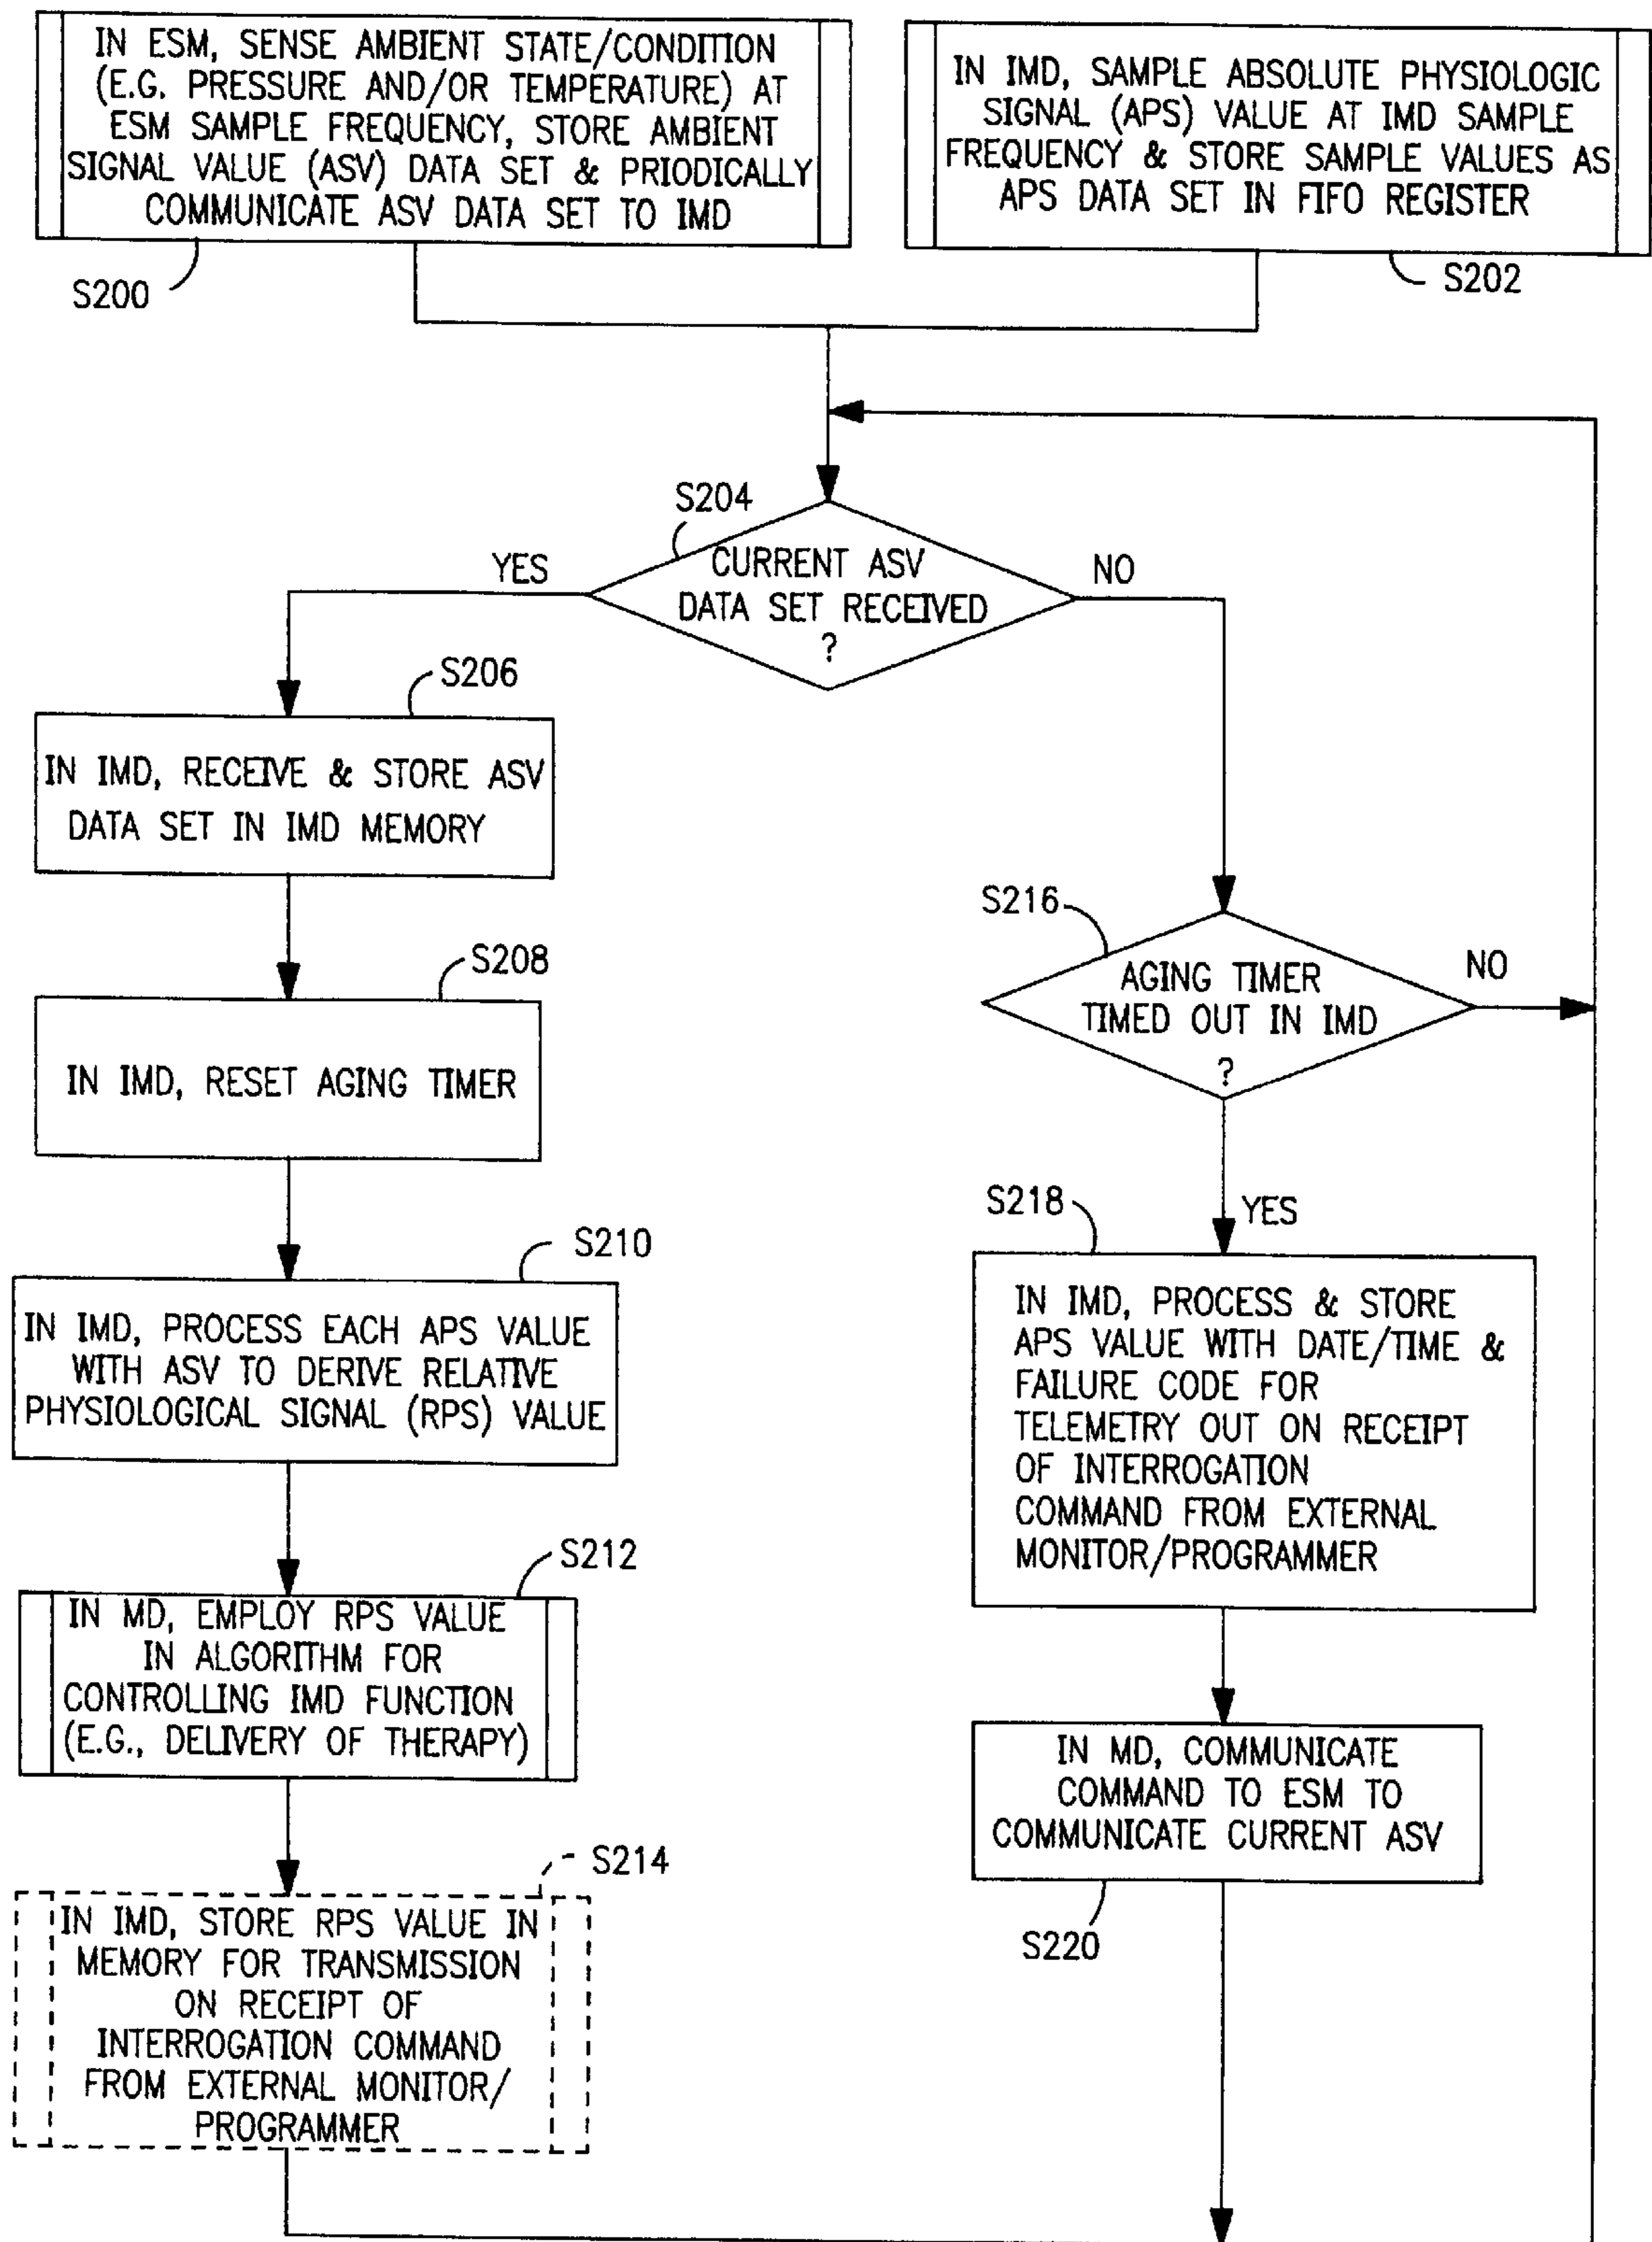 IN ESM, SENSE AMBIENT STATE/CONDITION
(E.G. PRESSURE AND/OR TEMPERATURE) AT
ESM SAMPLE FREQUENCY, STORE AMBIENT
SIGNAL VALUE (ASV) DATA SET & PRIODICALLY
COMMUNICATE ASV DATA SET TO IMD
S200
IN IMD, SAMPLE ABSOLUTE PHYSIOLOGIC
SIGNAL (APS) VALUE AT IMD SAMPLE
FREQUENCY & STORE SAMPLE VALUES AS
APS DATA SET IN FIFO REGISTER
S202
S204
CURRENT ASV
DATA SET RECEIVED
?
YES
NO
S206
IN IMD, RECEIVE & STORE ASV
DATA SET IN IMD MEMORY
S208
IN IMD, RESET AGING TIMER
S210
IN IMD, PROCESS EACH APS VALUE
WITH ASV TO DERIVE RELATIVE
PHYSIOLOGICAL SIGNAL (RPS) VALUE
S212
IN MD, EMPLOY RPS VALUE
IN ALGORITHM FOR
CONTROLLING IMD FUNCTION
(E.G., DELIVERY OF THERAPY)
S214
IN IMD, STORE RPS VALUE IN
MEMORY FOR TRANSMISSION
ON RECEIPT OF
INTERROGATION COMMAND
FROM EXTERNAL MONITOR/
PROGRAMMER
S216
AGING TIMER
TIMED OUT IN IMD
?
NO
YES
S218
IN IMD, PROCESS & STORE
APS VALUE WITH DATE/TIME &
FAILURE CODE FOR
TELEMETRY OUT ON RECEIPT
OF INTERROGATION
COMMAND FROM EXTERNAL
MONITOR/PROGRAMMER
IN MD, COMMUNICATE
COMMAND TO ESM TO
COMMUNICATE CURRENT ASV
S220